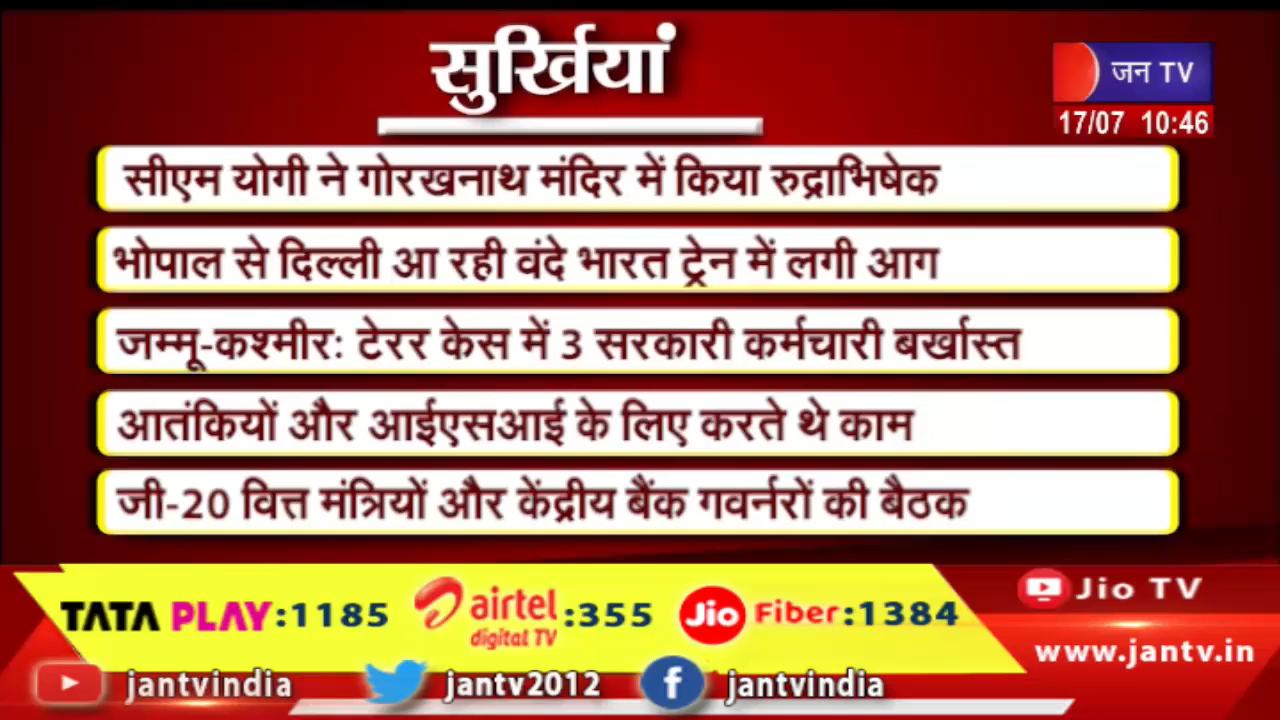 सुर्खियां
जन TV
17/07 10:46
सीएम योगी ने गोरखनाथ मंदिर में किया रुद्राभिषेक
भोपाल से दिल्ली आ रही वंदे भारत ट्रेन में लगी आग
जम्मू-कश्मीर: टेरर केस में 3 सरकारी कर्मचारी बर्खास्त
आतंकियों और आईएसआई के लिए करते थे काम
जी-20 वित्त मंत्रियों और केंद्रीय बैंक गवर्नरों की बैठक
TATA PLAY:1185 airtel digital TV :355 Jio Fiber:1384
Jio TV
www.jantv.in
jantvindia jantv2012 jantvindia